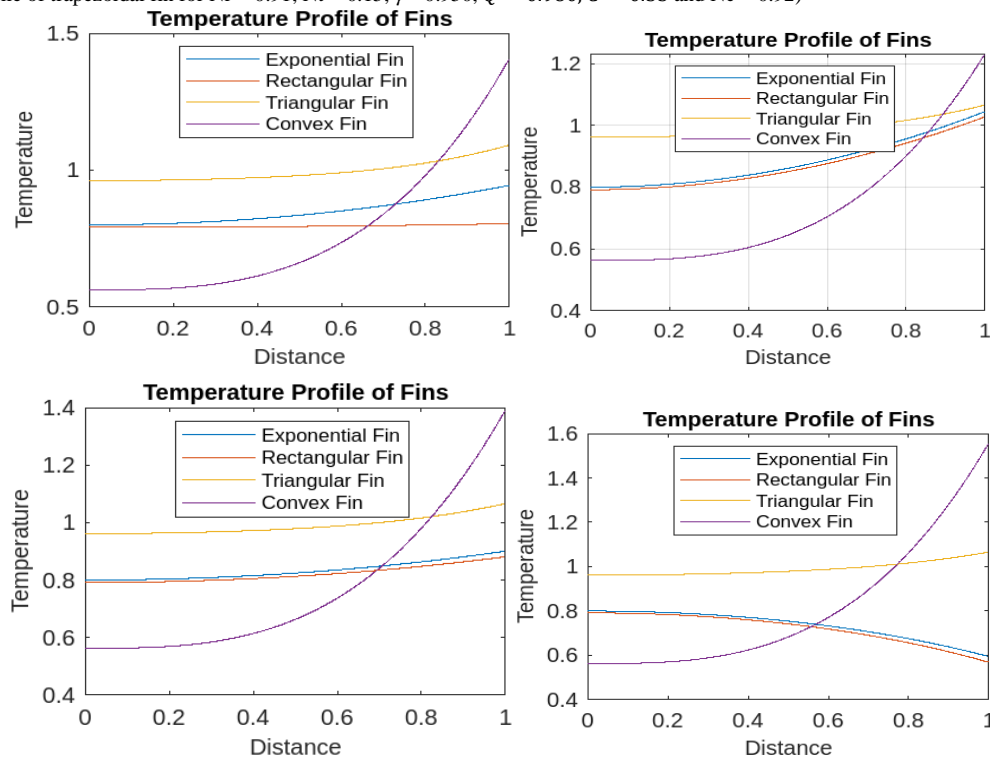 of trapezoidal fin for
Temperature Profile of Fins
1.5
1
0.5
Temperature
Exponential Fin
Rectangular Fin
Triangular Fin
Convex Fin
0 0.2 0.4 0.6 0.8 1
Distance
Temperature Profile of Fins
1.2
1
0.8
0.6
0.4
Temperature
Exponential Fin
Rectangular Fin
Triangular Fin
Convex Fin
0 0.2 0.4 0.6 0.8 1
Distance
Temperature Profile of Fins
1.4
1.2
1
0.8
0.6
0.4
Temperature
Exponential Fin
Rectangular Fin
Triangular Fin
Convex Fin
0 0.2 0.4 0.6 0.8 1
Distance
Temperature Profile of Fins
1.6
1.4
1.2
1
0.8
0.6
0.4
Temperature
Exponential Fin
Rectangular Fin
Triangular Fin
Convex Fin
0 0.2 0.4 0.6 0.8 1
Distance